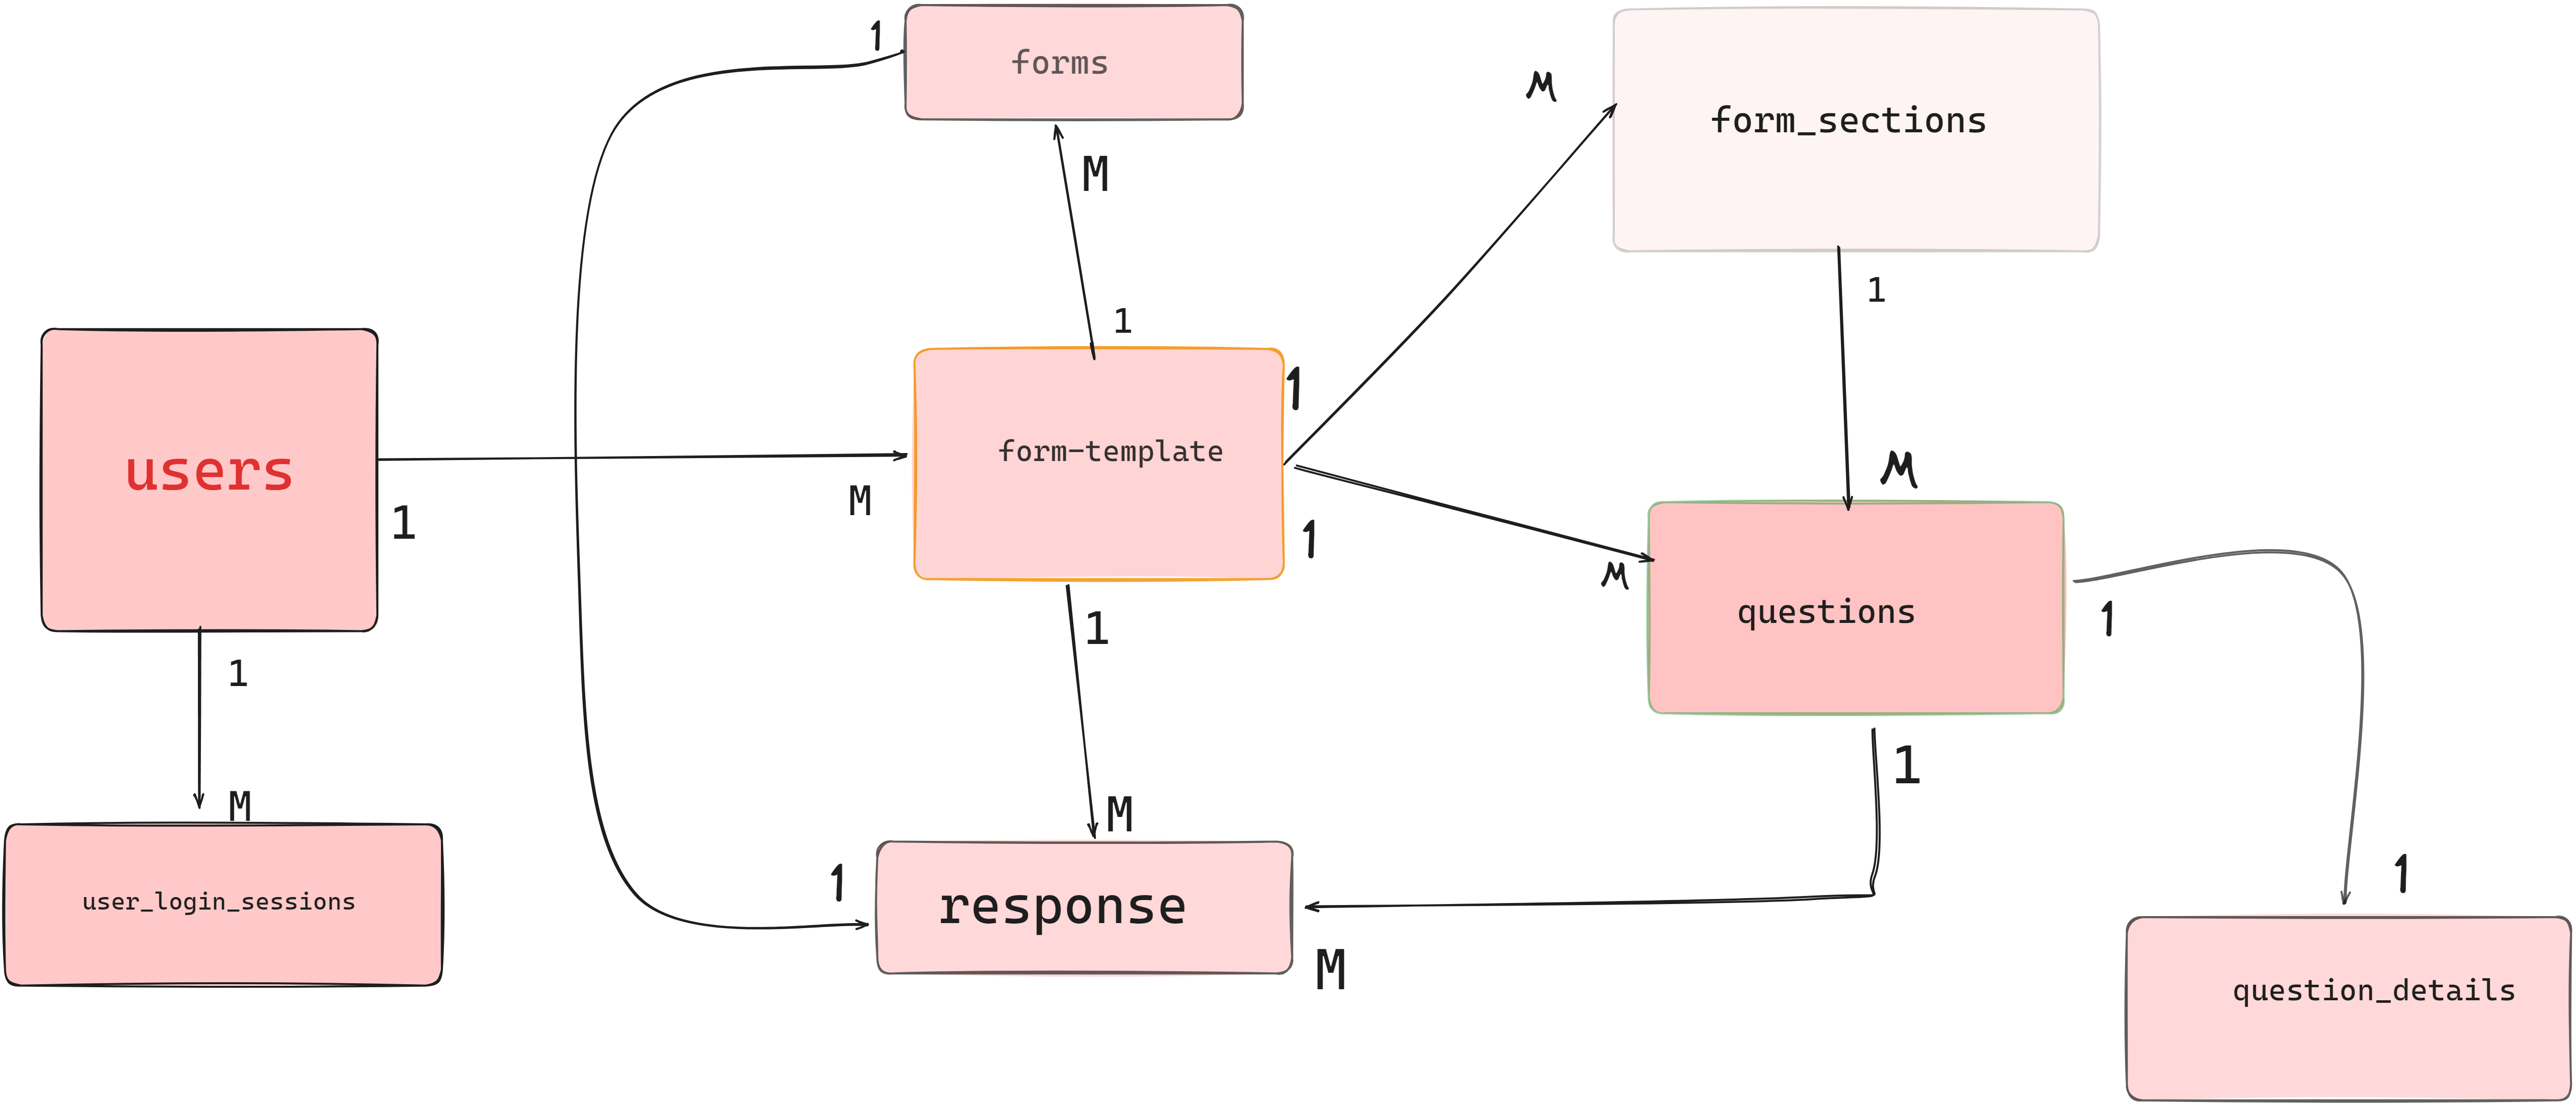 1
forms
M
form_sections
M
1
1
1
users
form-template
1
M
M
1
M
questions
1
1
1
1
M
M
M
1
1
user_login_sessions
response
M
question_details